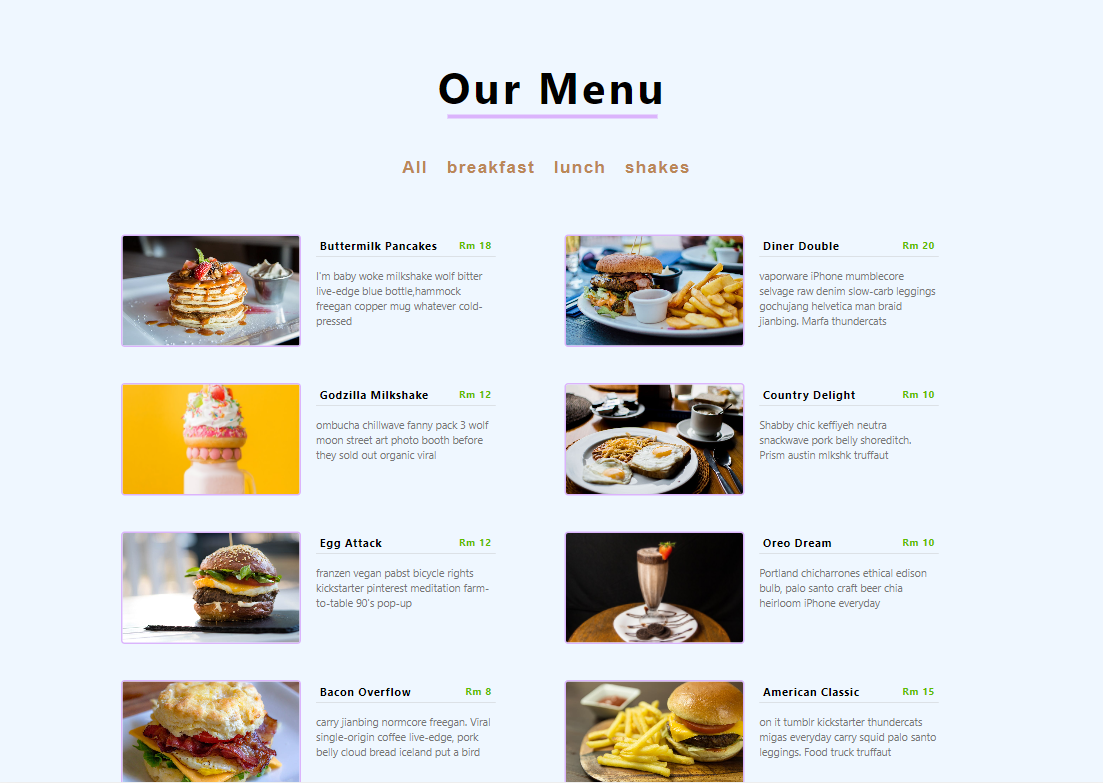 Our Menu
All breakfast lunch shakes
Buttermilk Pancakes Rm 18
I'm baby woke milkshake wolf bitter
live-edge blue bottle,hammock
freegan copper mug whatever cold-
pressed
Diner Double Rm 20
vaporware iPhone mumblecore
selvage raw denim slow-carb leggings
gochujang helvetica man braid
jianbing. Marfa thundercats
Godzilla Milkshake Rm 12
ombucha chillwave fanny pack 3 wolf
moon street art photo booth before
they sold out organic viral
Country Delight Rm 10
Shabby chic keffiyeh neutra
snackwave pork belly shoreditch.
Prism austin mlkshk truffaut
Egg Attack Rm 12
franzen vegan pabst bicycle rights
kickstarter pinterest meditation farm-
to-table 90's pop-up
Oreo Dream Rm 10
Portland chicharrones ethical edison
bulb, palo santo craft beer chia
heirloom iPhone everyday
Bacon Overflow Rm 8
carry jianbing normcore freegan. Viral
single-origin coffee live-edge, pork
belly cloud bread iceland put a bird
American Classic Rm 15
on it tumblr kickstarter thundercats
migas everyday carry squid palo santo
leggings. Food truck truffaut